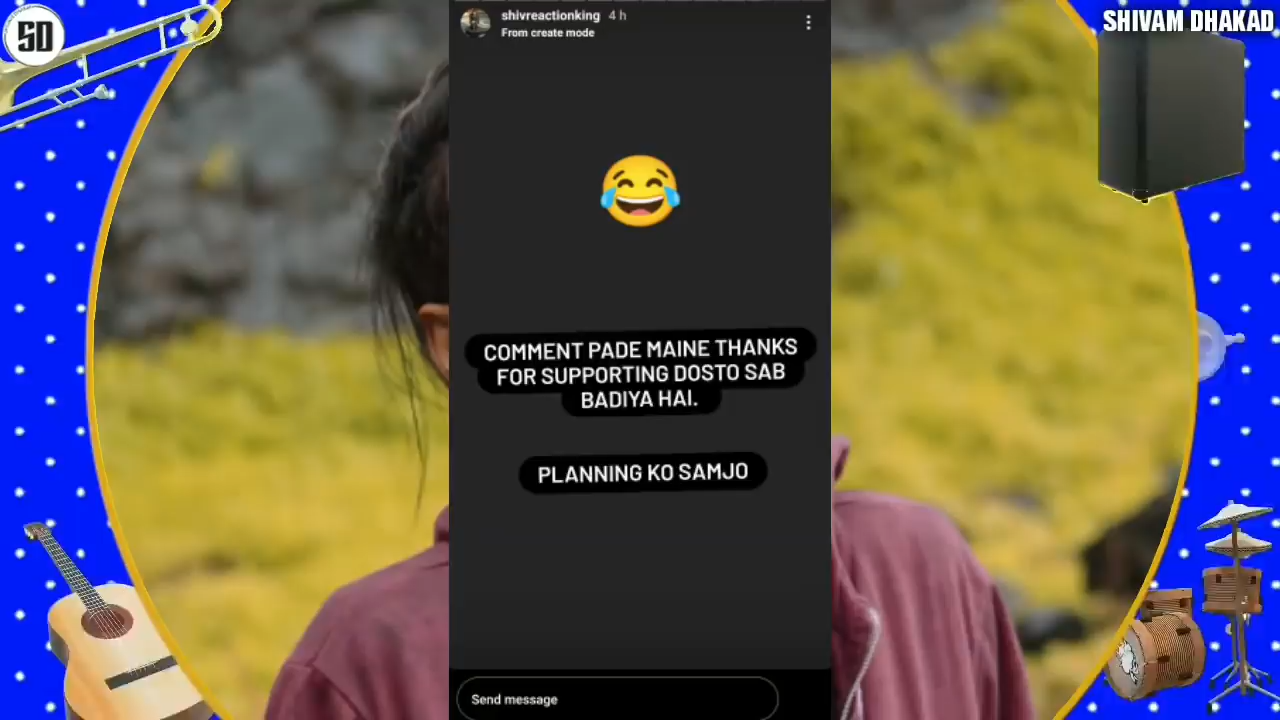 SD
SHIVAM DHAKAD
shivreactionking 4 h
From create mode
COMMENT PADE MAINE THANKS
FOR SUPPORTING DOSTO SAB
BADIYA HAI.
PLANNING KO SAMJO
Send message